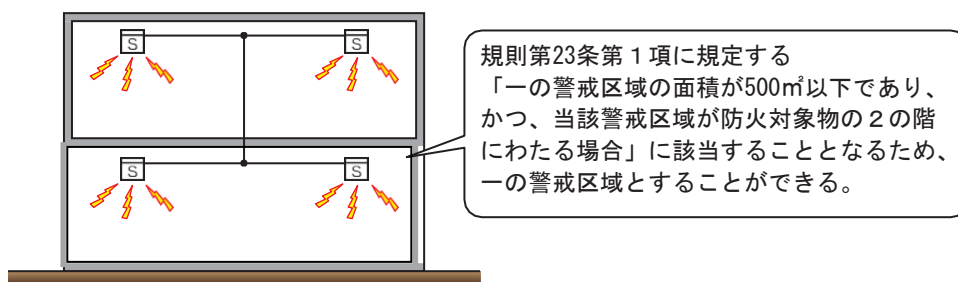 S S
規則第23条第１項に規定する
「一の警戒区域の面積が500㎡以下であり、
かつ、当該警戒区域が防火対象物の２の階
にわたる場合」に該当することとなるため、
一の警戒区域とすることができる。
S S